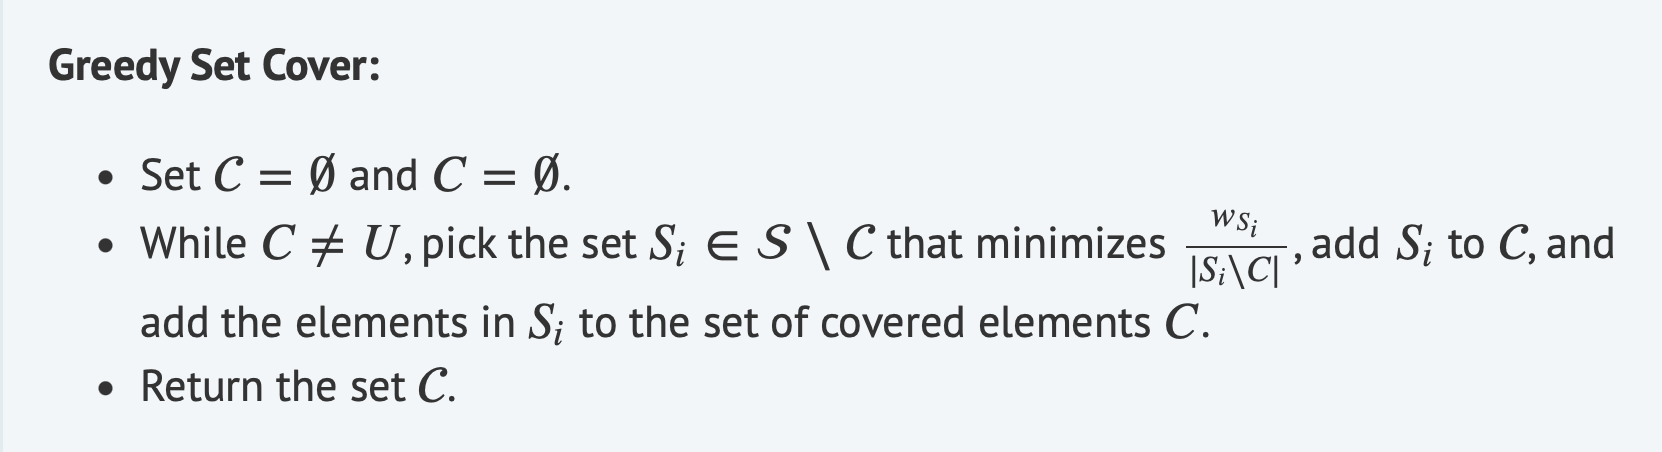 Greedy Set Cover:
• Set 𝒞 = ∅ and C = ∅.
• While C ≠ U, pick the set Sᵢ ∈ 𝒮 \ 𝒞 that minimizes w_{Sᵢ}/|Sᵢ\C|, add Sᵢ to 𝒞, and
add the elements in Sᵢ to the set of covered elements C.
• Return the set 𝒞.